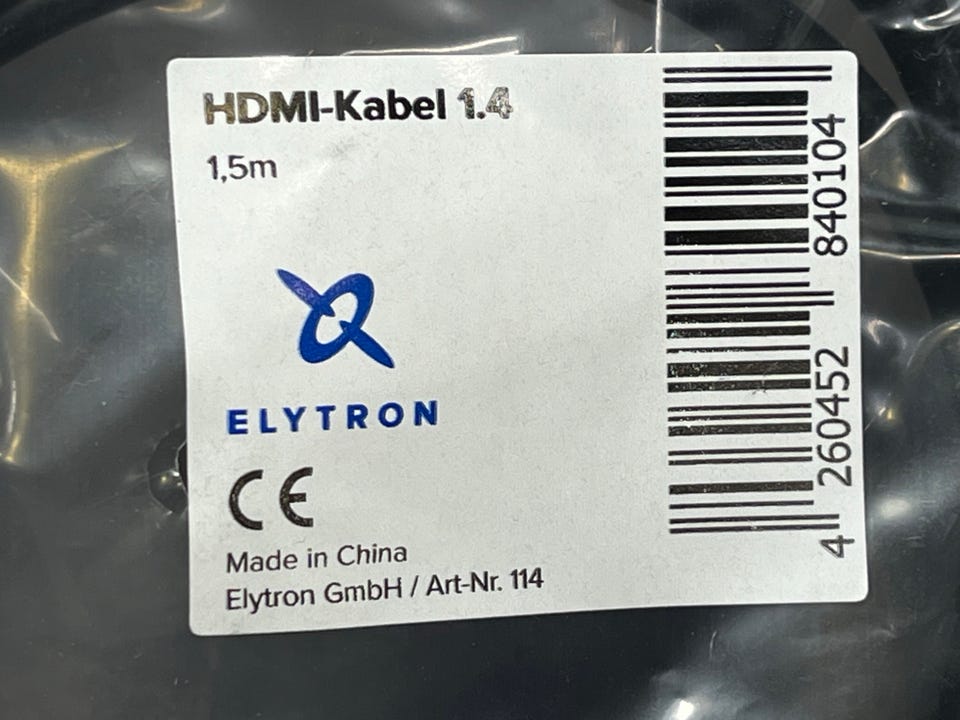 HDMI-Kabel 1.4
1,5m
ELYTRON
CE
Made in China
Elytron GmbH / Art-Nr. 114
4 260452 840104